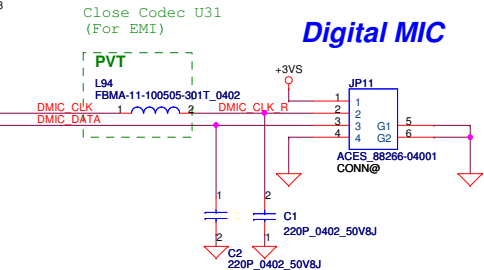 3
Close Codec U31
(For EMI)
Digital MIC
PVT
+3VS
L94
FBMA-11-100505-301T_0402
JP11
DMIC_CLK
1
2
DMIC_CLK_R
DMIC_DATA
1 1
2 2
3 3
4 4
G1 5
G2 6
ACES_88266-04001
CONN@
1
2
C1
220P_0402_50V8J
2
1
C2
220P_0402_50V8J